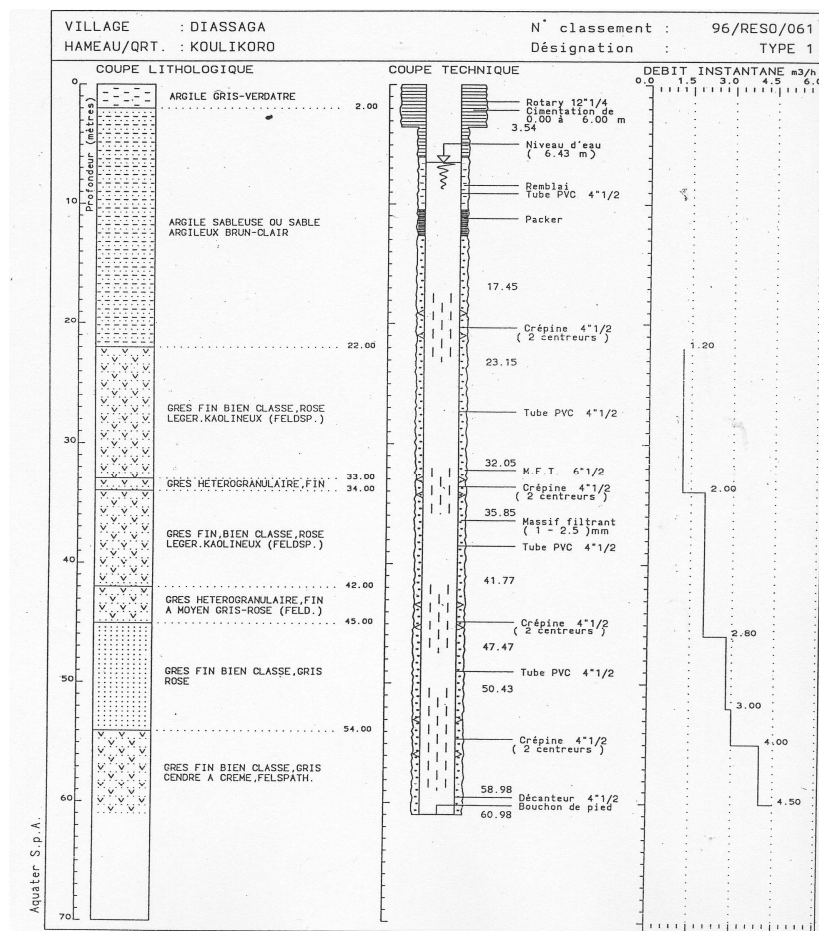 VILLAGE : DIASSAGA
HAMEAU/QRT. : KOULIKORO
N° classement : 96/RESO/061
Désignation : TYPE 1
COUPE LITHOLOGIQUE
COUPE TECHNIQUE
DEBIT INSTANTANE m3/h
0.0 1.5 3.0 4.5 6.0
Profondeur (mètres)
0
10
20
30
40
50
60
70
ARGILE GRIS-VERDATRE
2.00
ARGILE SABLEUSE OU SABLE
ARGILEUX BRUN-CLAIR
22.00
GRES FIN BIEN CLASSE,ROSE
LEGER.KAOLINEUX (FELDSP.)
33.00
GRES HETEROGRANULAIRE,FIN
34.00
GRES FIN,BIEN CLASSE,ROSE
LEGER.KAOLINEUX (FELDSP.)
42.00
GRES HETEROGRANULAIRE,FIN
A MOYEN GRIS-ROSE (FELD.)
45.00
GRES FIN BIEN CLASSE,GRIS
ROSE
54.00
GRES FIN BIEN CLASSE,GRIS
CENDRE A CREME,FELSPATH.
Rotary 12"1/4
Cimentation de
0.00 à 6.00 m
3.54
Niveau d'eau
( 6.43 m)
Remblai
Tube PVC 4"1/2
Packer
17.45
Crépine 4"1/2
( 2 centreurs )
23.15
Tube PVC 4"1/2
32.05
M.F.T. 6"1/2
Crépine 4"1/2
( 2 centreurs )
35.85
Massif filtrant
( 1 - 2.5 )mm
Tube PVC 4"1/2
41.77
Crépine 4"1/2
( 2 centreurs )
47.47
Tube PVC 4"1/2
50.43
Crépine 4"1/2
( 2 centreurs )
58.98
Décanteur 4"1/2
Bouchon de pied
60.98
1.20
2.00
2.80
3.00
4.00
4.50
Aquater S.p.A.